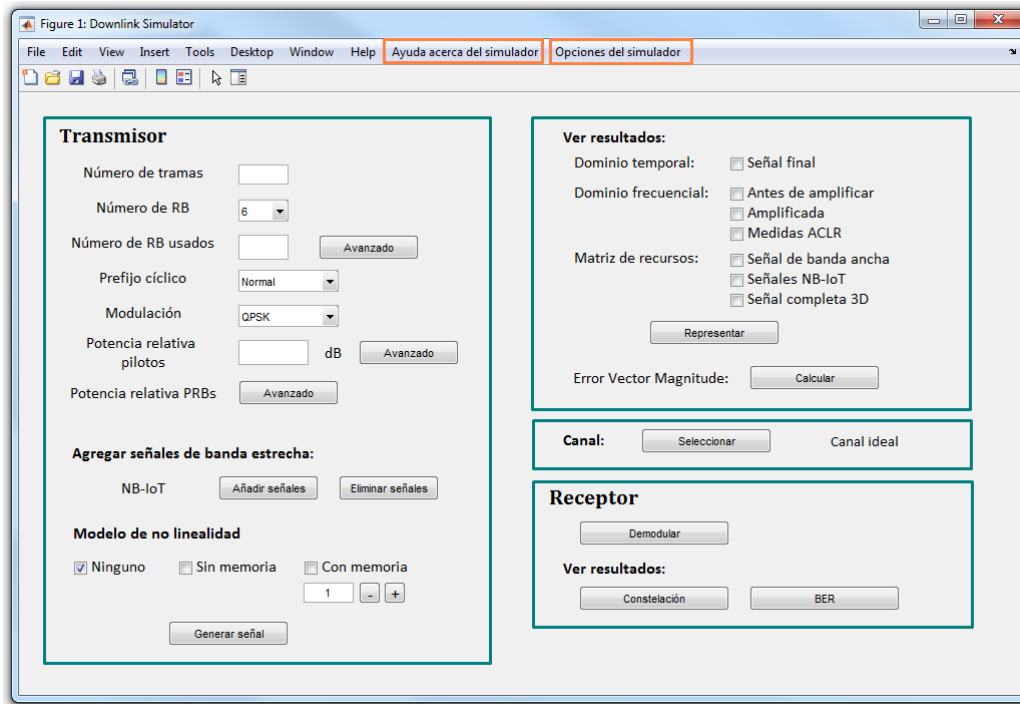 Figure 1: Downlink Simulator
File Edit View Insert Tools Desktop Window Help Ayuda acerca del simulador Opciones del simulador
Transmisor
Número de tramas
Número de RB 6
Número de RB usados Avanzado
Prefijo cíclico Normal
Modulación QPSK
Potencia relativa
pilotos dB Avanzado
Potencia relativa PRBs Avanzado
Agregar señales de banda estrecha:
NB-IoT Añadir señales Eliminar señales
Modelo de no linealidad
Ninguno Sin memoria Con memoria
1 - +
Generar señal
Ver resultados:
Dominio temporal: Señal final
Dominio frecuencial: Antes de amplificar
Amplificada
Medidas ACLR
Matriz de recursos: Señal de banda ancha
Señales NB-IoT
Señal completa 3D
Representar
Error Vector Magnitude: Calcular
Canal: Seleccionar Canal ideal
Receptor
Demodular
Ver resultados:
Constelación BER